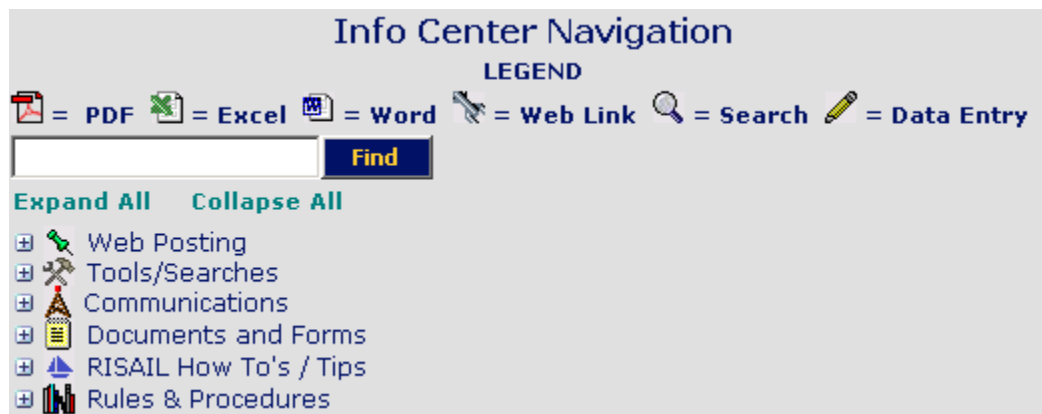 Info Center Navigation
LEGEND
= PDF = Excel = Word = Web Link = Search = Data Entry
Find
Expand All Collapse All
Web Posting
Tools/Searches
Communications
Documents and Forms
RISAIL How To's / Tips
Rules & Procedures